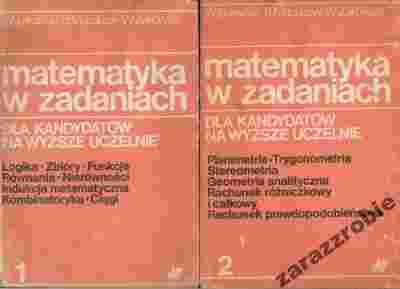 matematyka
w zadaniach
DLA KANDYDATÓW
NA WYŻSZE UCZELNIE
Logika · Zbiory · Funkcje
Równania · Nierówności
Indukcja matematyczna
Kombinatoryka · Ciągi
1
matematyka
w zadaniach
DLA KANDYDATÓW
NA WYŻSZE UCZELNIE
Planimetria · Trygonometria
Stereometria
Geometria analityczna
Rachunek różniczkowy
i całkowy
Rachunek prawdopodobieńs
2
zarazzrobie